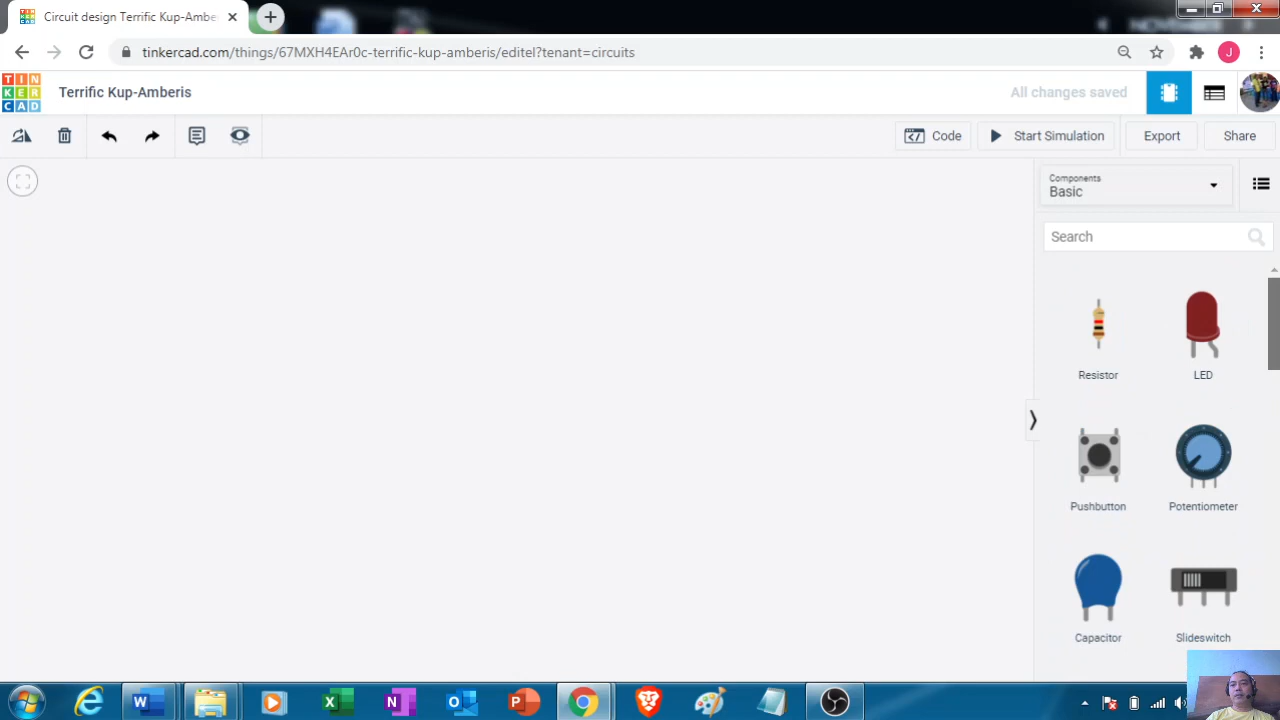 Circuit design Terrific Kup-Ambe
tinkercad.com/things/67MXH4EAr0c-terrific-kup-amberis/editel?tenant=circuits
J
TIN
KER
CAD
Terrific Kup-Amberis
All changes saved
Code
Start Simulation
Export
Share
Components
Basic
Search
Resistor
LED
Pushbutton
Potentiometer
Capacitor
Slideswitch